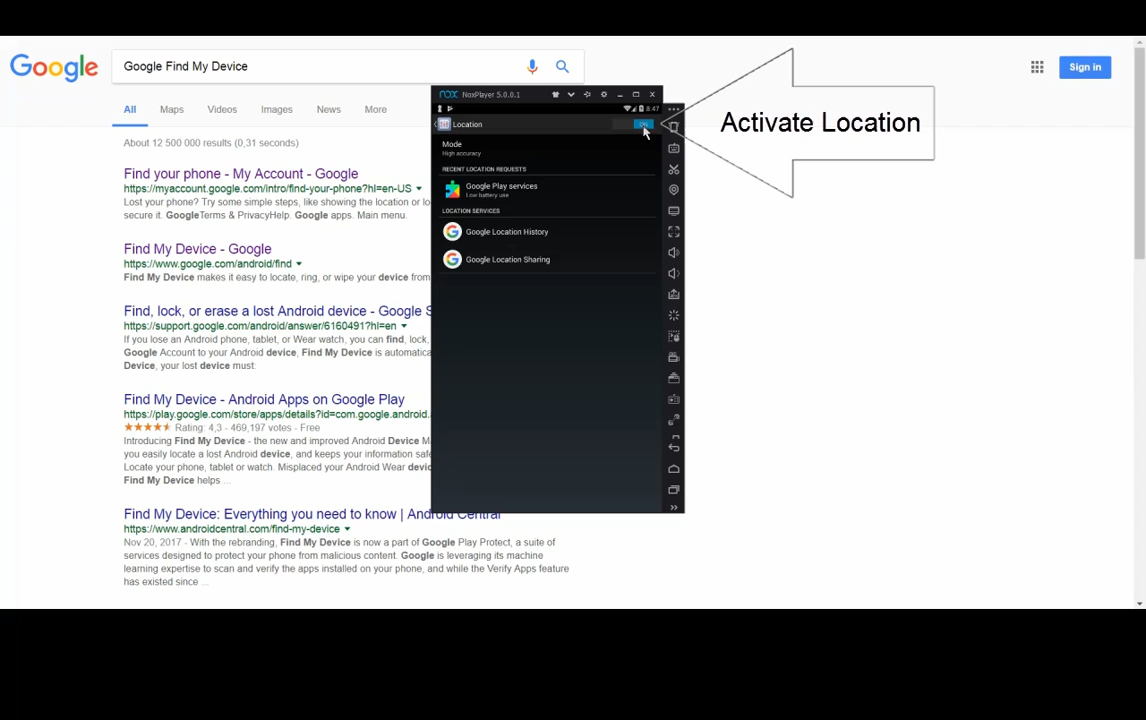 Google
Google Find My Device
Sign in
All Maps Videos Images News More
About 12 500 000 results (0,31 seconds)
Find your phone - My Account - Google
https://myaccount.google.com/intro/find-your-phone?hl=en-US
Lost your phone? Try some simple steps, like showing the location or lo
secure it. GoogleTerms & PrivacyHelp. Google apps. Main menu.
Find My Device - Google
https://www.google.com/android/find
Find My Device makes it easy to locate, ring, or wipe your device from
Find, lock, or erase a lost Android device - Google S
https://support.google.com/android/answer/6160491?hl=en
If you lose an Android phone, tablet, or Wear watch, you can find, lock,
Google Account to your Android device, Find My Device is automatica
Device, your lost device must:
Find My Device - Android Apps on Google Play
https://play.google.com/store/apps/details?id=com.google.android.
Rating: 4,3 - 469,197 votes - Free
Introducing Find My Device - the new and improved Android Device M
you easily locate a lost Android device, and keeps your information safe
Locate your phone, tablet or watch. Misplaced your Android Wear devic
Find My Device helps ...
Find My Device: Everything you need to know | Android Central
https://www.androidcentral.com/find-my-device
Nov 20, 2017 - With the rebranding, Find My Device is now a part of Google Play Protect, a suite of
services designed to protect your phone from malicious content. Google is leveraging its machine
learning expertise to scan and verify the apps installed on your phone, and while the Verify Apps feature
has existed since ...
nox NoxPlayer 5.0.0.1
8:47
Location
Mode
High accuracy
RECENT LOCATION REQUESTS
Google Play services
Low battery use
LOCATION SERVICES
Google Location History
Google Location Sharing
Activate Location